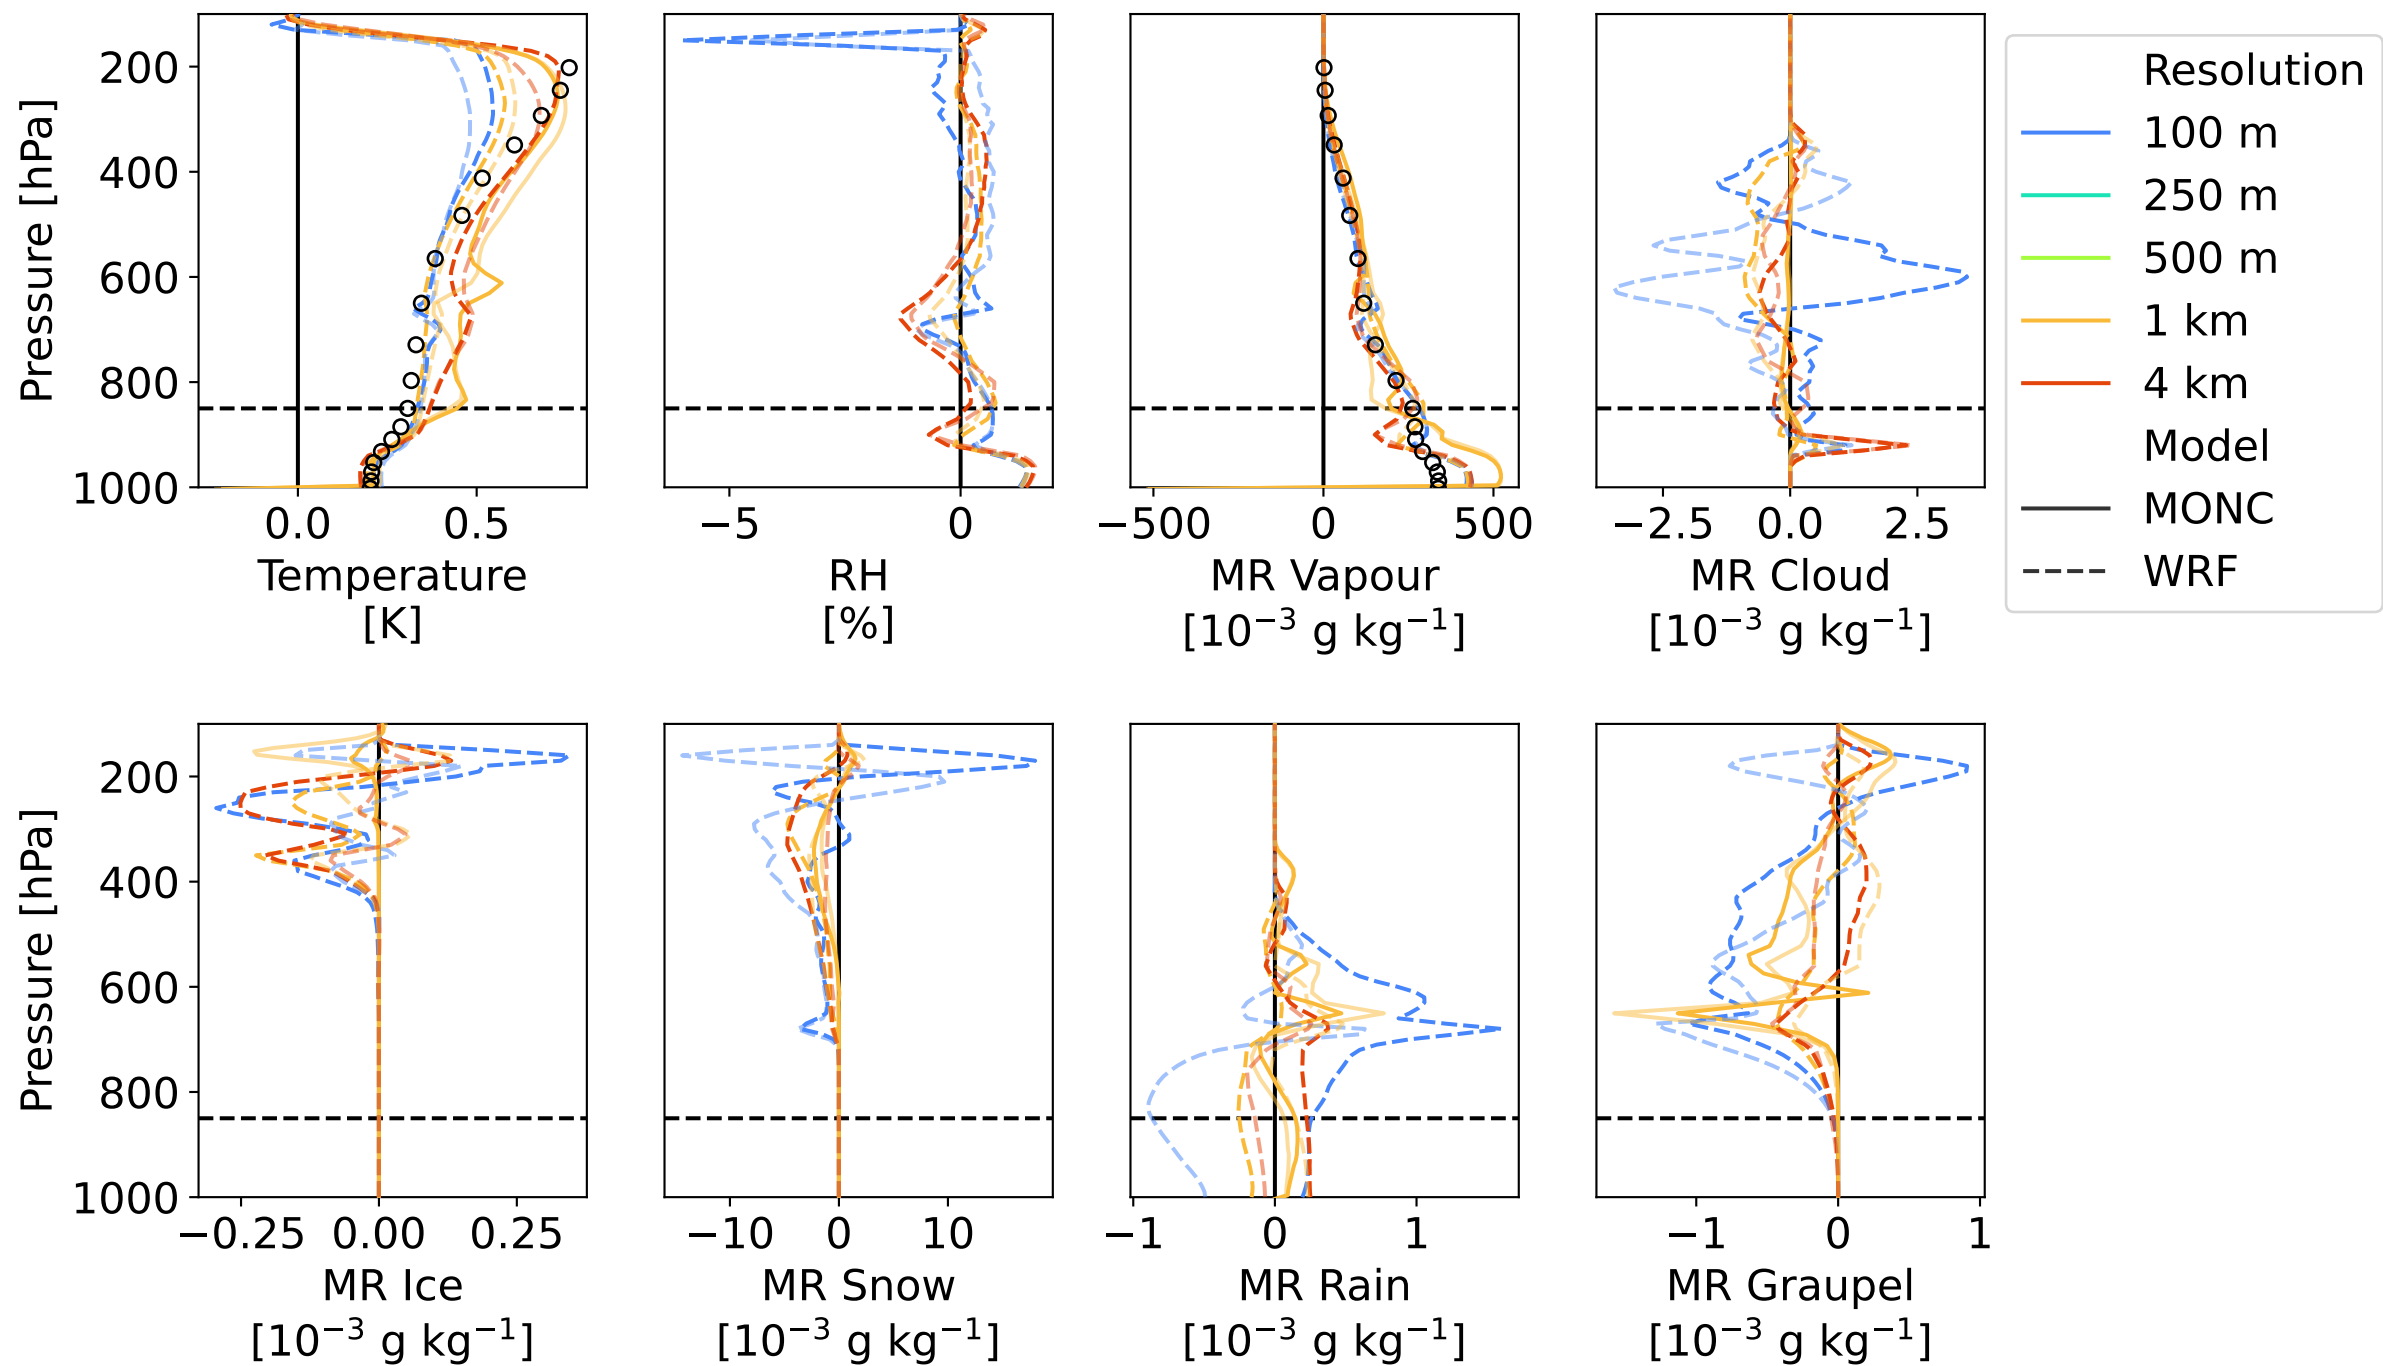 Pressure [hPa]
200
400
600
800
1000
0.0 0.5
Temperature
[K]
−5 0
RH
[%]
−500 0 500
MR Vapour
[10⁻³ g kg⁻¹]
−2.5 0.0 2.5
MR Cloud
[10⁻³ g kg⁻¹]
Resolution
100 m
250 m
500 m
1 km
4 km
Model
MONC
WRF
Pressure [hPa]
200
400
600
800
1000
−0.25 0.00 0.25
MR Ice
[10⁻³ g kg⁻¹]
−10 0 10
MR Snow
[10⁻³ g kg⁻¹]
−1 0 1
MR Rain
[10⁻³ g kg⁻¹]
−1 0 1
MR Graupel
[10⁻³ g kg⁻¹]